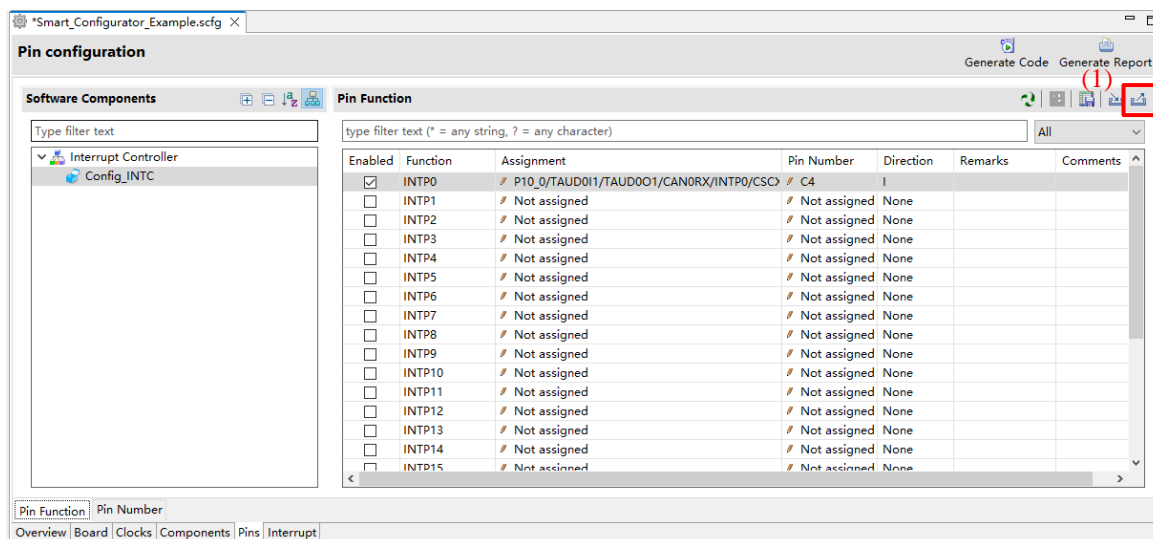 *Smart_Configurator_Example.scfg
Pin configuration
Generate Code Generate Report
(1)
Software Components
Pin Function
Type filter text
type filter text (* = any string, ? = any character)
All
Enabled Function Assignment Pin Number Direction Remarks Comments
Interrupt Controller
Config_INTC
INTP0 P10_0/TAUD0I1/TAUD0O1/CAN0RX/INTP0/CSCX C4 I
INTP1 Not assigned Not assigned None
INTP2 Not assigned Not assigned None
INTP3 Not assigned Not assigned None
INTP4 Not assigned Not assigned None
INTP5 Not assigned Not assigned None
INTP6 Not assigned Not assigned None
INTP7 Not assigned Not assigned None
INTP8 Not assigned Not assigned None
INTP9 Not assigned Not assigned None
INTP10 Not assigned Not assigned None
INTP11 Not assigned Not assigned None
INTP12 Not assigned Not assigned None
INTP13 Not assigned Not assigned None
INTP14 Not assigned Not assigned None
INTP15 Not assigned Not assigned None
Pin Function Pin Number
Overview Board Clocks Components Pins Interrupt